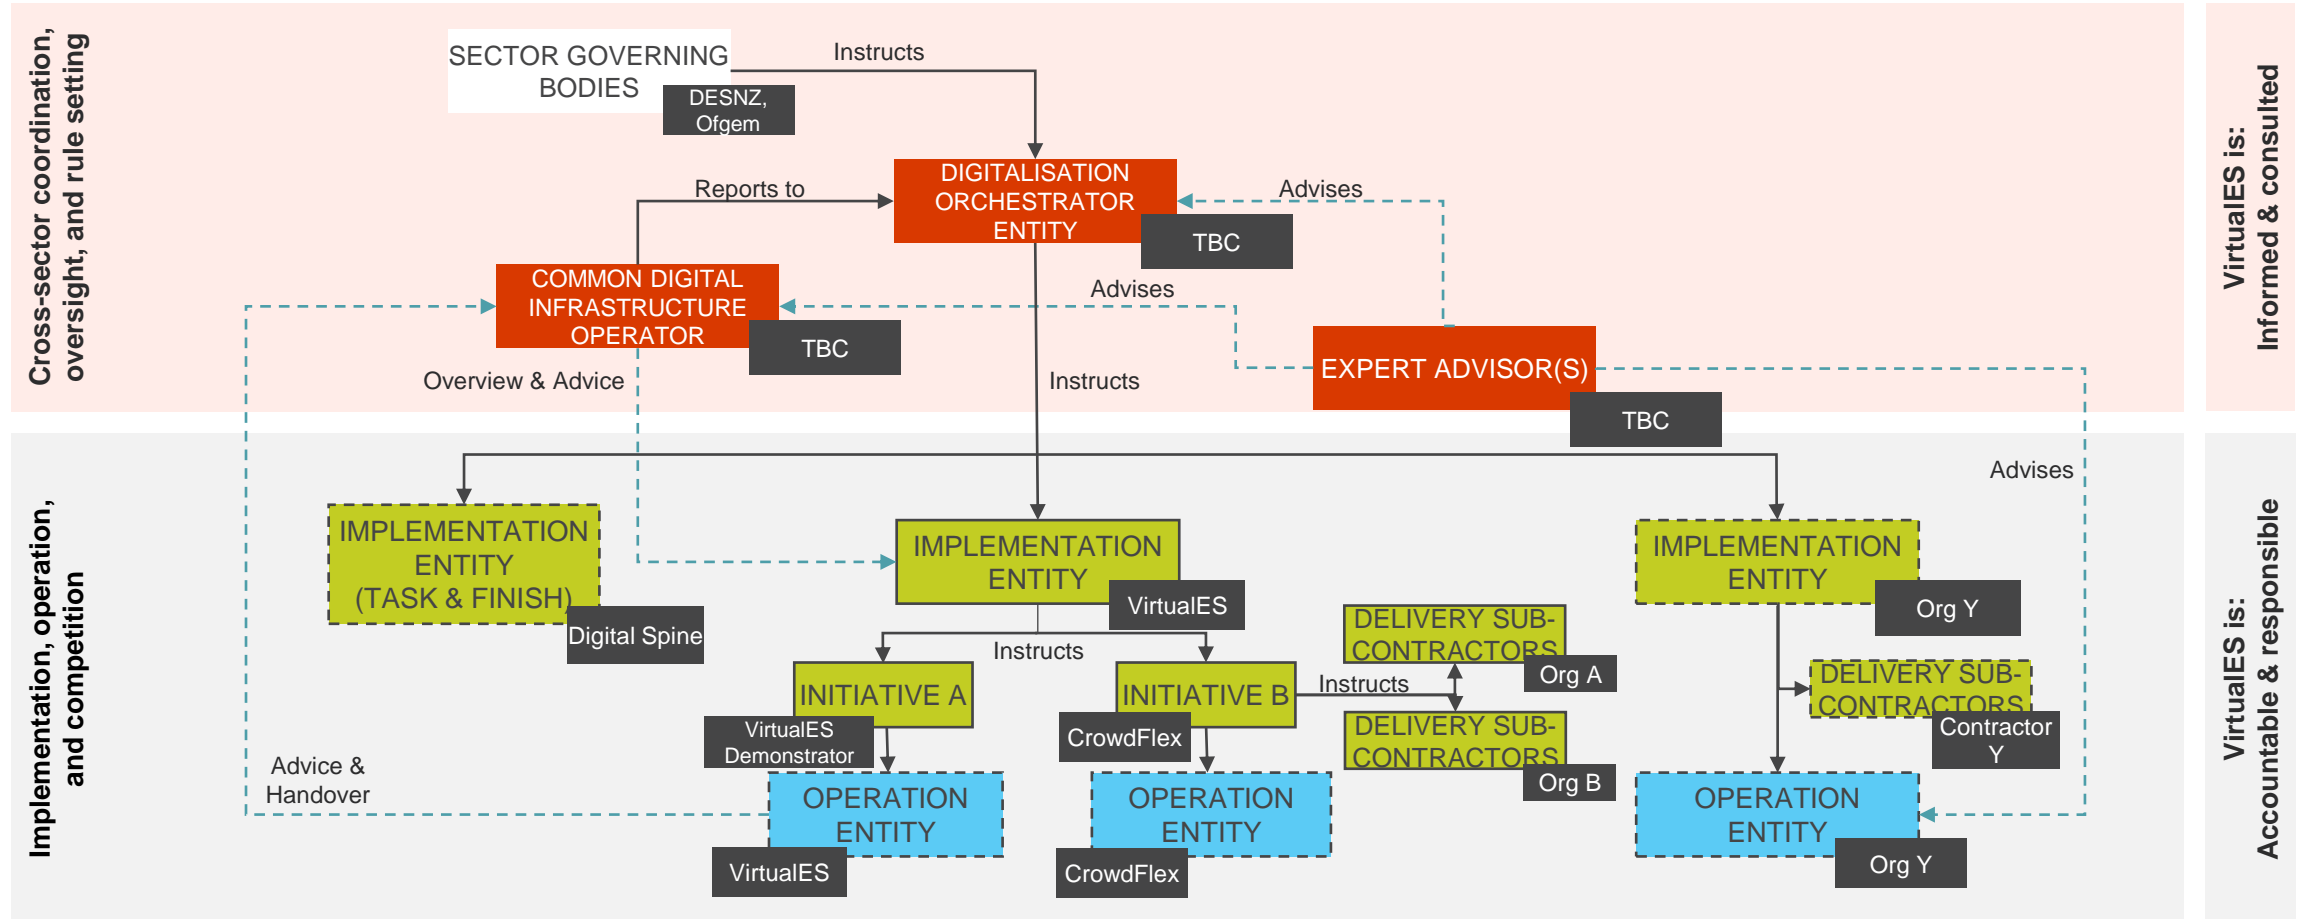 Cross-sector coordination,
oversight, and rule setting
SECTOR GOVERNING
BODIES
DESNZ,
Ofgem
Instructs
DIGITALISATION
ORCHESTRATOR
ENTITY
TBC
Reports to
Advises
COMMON DIGITAL
INFRASTRUCTURE
OPERATOR
TBC
Advises
EXPERT ADVISOR(S)
TBC
Overview & Advice
Instructs
VirtualES is:
Informed & consulted
Implementation, operation,
and competition
IMPLEMENTATION
ENTITY
(TASK & FINISH)
Digital Spine
IMPLEMENTATION
ENTITY
VirtualES
IMPLEMENTATION
ENTITY
Org Y
Advises
Instructs
INITIATIVE A
VirtualES
Demonstrator
INITIATIVE B
CrowdFlex
Instructs
DELIVERY SUB-
CONTRACTORS
Org A
DELIVERY SUB-
CONTRACTORS
Org B
DELIVERY SUB-
CONTRACTORS
Contractor
Y
Advice &
Handover
OPERATION
ENTITY
VirtualES
OPERATION
ENTITY
CrowdFlex
OPERATION
ENTITY
Org Y
VirtualES is:
Accountable & responsible